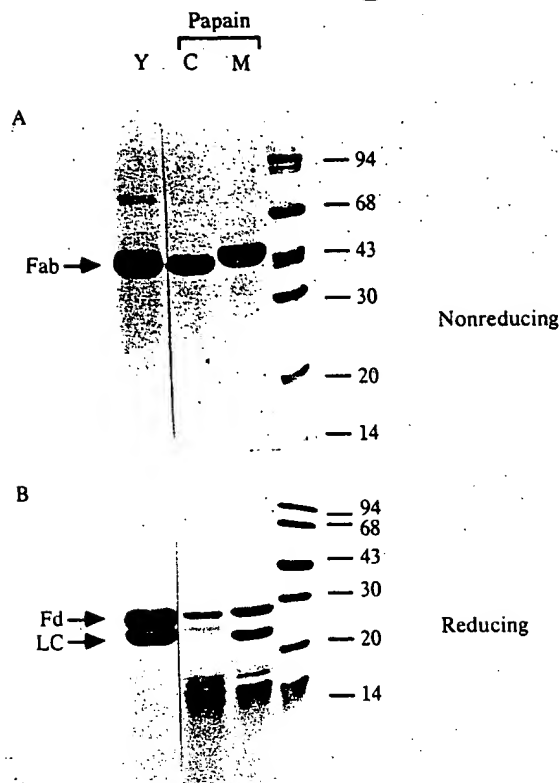 Papain
Y C M
A
94
68
Fab
43
30
Nonreducing
20
14
B
94
68
43
30
Fd
LC
20
Reducing
14